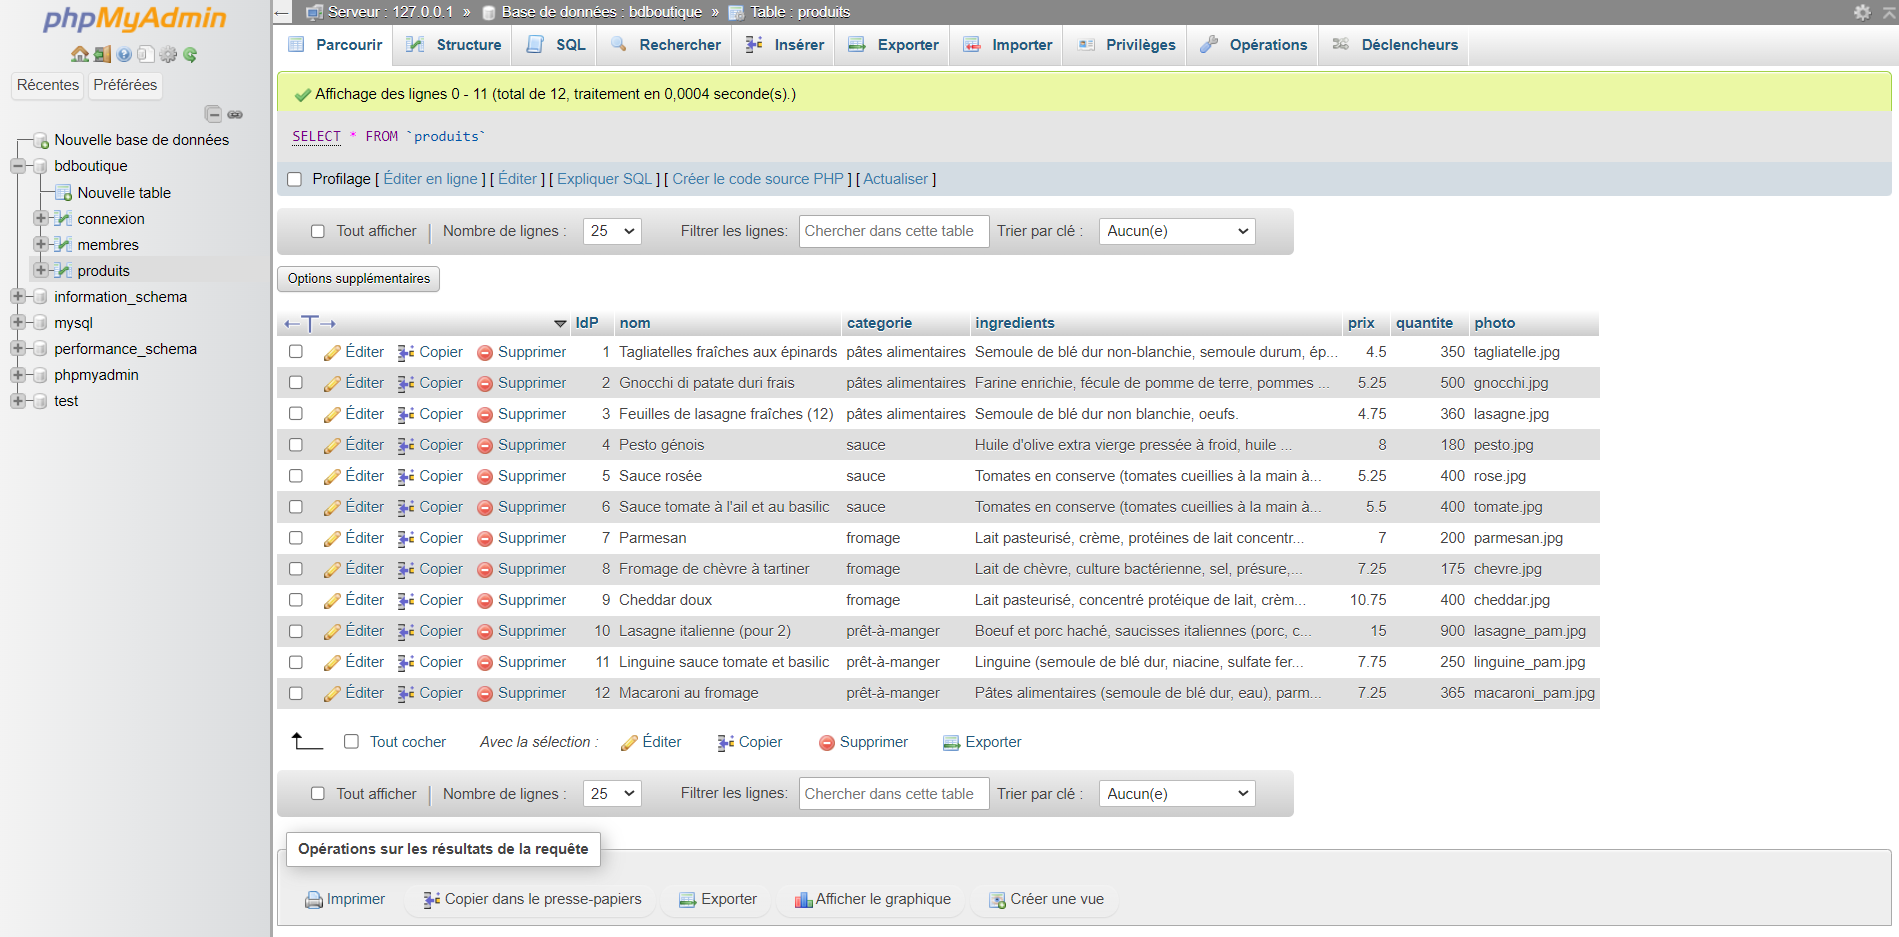 phpMyAdmin
Récentes Préférées
Nouvelle base de données
bdboutique
Nouvelle table
connexion
membres
produits
information_schema
mysql
performance_schema
phpmyadmin
test
← Serveur : 127.0.0.1 » Base de données : bdboutique » Table : produits
Parcourir Structure SQL Rechercher Insérer Exporter Importer Privilèges Opérations Déclencheurs
Affichage des lignes 0 - 11 (total de 12, traitement en 0,0004 seconde(s).)
SELECT * FROM `produits`
Profilage [ Éditer en ligne ] [ Éditer ] [ Expliquer SQL ] [ Créer le code source PHP ] [ Actualiser ]
Tout afficher | Nombre de lignes : 25 Filtrer les lignes: Chercher dans cette table Trier par clé : Aucun(e)
Options supplémentaires
←T→ IdP nom categorie ingredients prix quantite photo
Éditer Copier Supprimer 1 Tagliatelles fraîches aux épinards pâtes alimentaires Semoule de blé dur non-blanchie, semoule durum, ép... 4.5 350 tagliatelle.jpg
Éditer Copier Supprimer 2 Gnocchi di patate duri frais pâtes alimentaires Farine enrichie, fécule de pomme de terre, pommes ... 5.25 500 gnocchi.jpg
Éditer Copier Supprimer 3 Feuilles de lasagne fraîches (12) pâtes alimentaires Semoule de blé dur non blanchie, oeufs. 4.75 360 lasagne.jpg
Éditer Copier Supprimer 4 Pesto génois sauce Huile d'olive extra vierge pressée à froid, huile ... 8 180 pesto.jpg
Éditer Copier Supprimer 5 Sauce rosée sauce Tomates en conserve (tomates cueillies à la main à... 5.25 400 rose.jpg
Éditer Copier Supprimer 6 Sauce tomate à l'ail et au basilic sauce Tomates en conserve (tomates cueillies à la main à... 5.5 400 tomate.jpg
Éditer Copier Supprimer 7 Parmesan fromage Lait pasteurisé, crème, protéines de lait concentr... 7 200 parmesan.jpg
Éditer Copier Supprimer 8 Fromage de chèvre à tartiner fromage Lait de chèvre, culture bactérienne, sel, présure,... 7.25 175 chevre.jpg
Éditer Copier Supprimer 9 Cheddar doux fromage Lait pasteurisé, concentré protéique de lait, crèm... 10.75 400 cheddar.jpg
Éditer Copier Supprimer 10 Lasagne italienne (pour 2) prêt-à-manger Boeuf et porc haché, saucisses italiennes (porc, c... 15 900 lasagne_pam.jpg
Éditer Copier Supprimer 11 Linguine sauce tomate et basilic prêt-à-manger Linguine (semoule de blé dur, niacine, sulfate fer... 7.75 250 linguine_pam.jpg
Éditer Copier Supprimer 12 Macaroni au fromage prêt-à-manger Pâtes alimentaires (semoule de blé dur, eau), parm... 7.25 365 macaroni_pam.jpg
Tout cocher Avec la sélection : Éditer Copier Supprimer Exporter
Tout afficher | Nombre de lignes : 25 Filtrer les lignes: Chercher dans cette table Trier par clé : Aucun(e)
Opérations sur les résultats de la requête
Imprimer Copier dans le presse-papiers Exporter Afficher le graphique Créer une vue